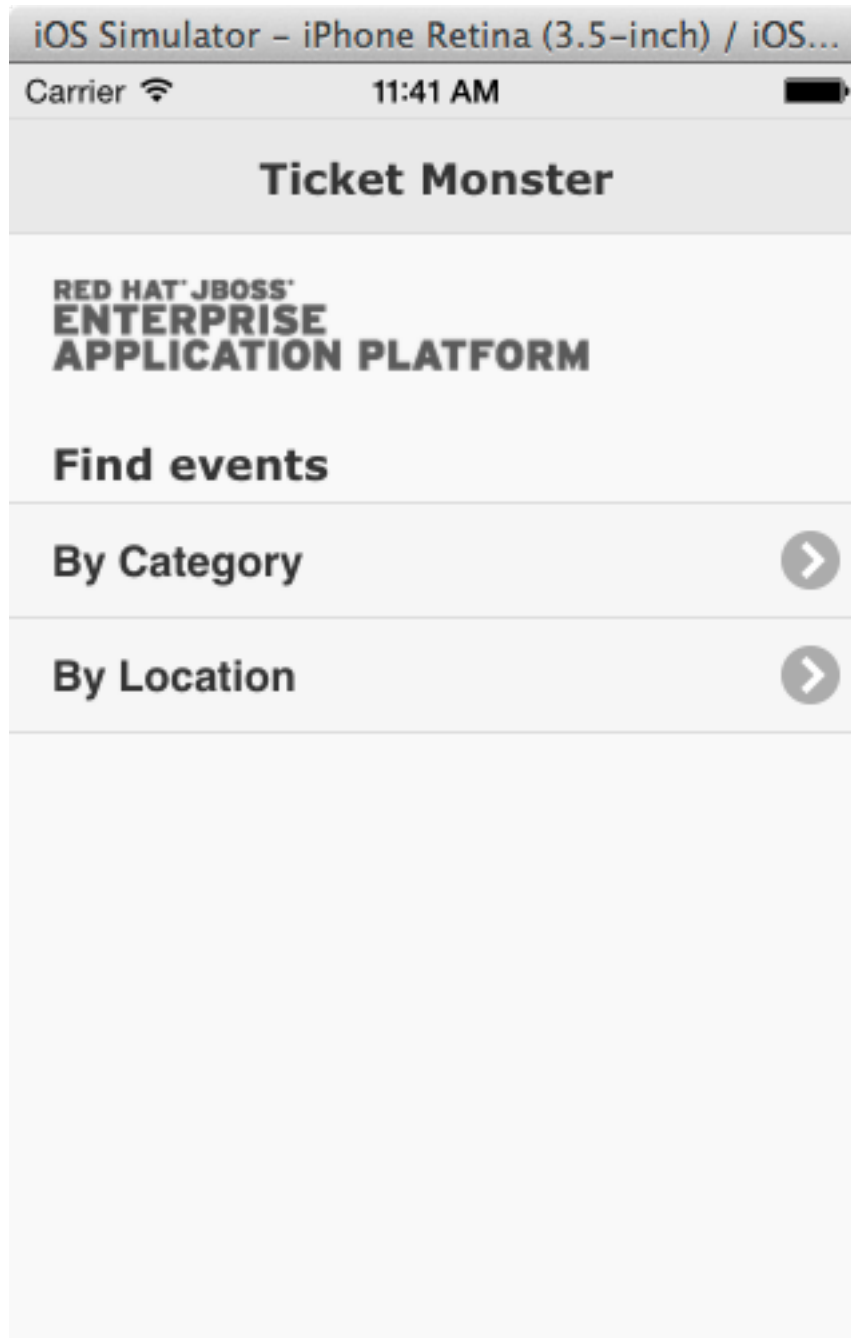 iOS Simulator – iPhone Retina (3.5-inch) / iOS...
Carrier 11:41 AM
Ticket Monster
RED HAT® JBOSS®
ENTERPRISE
APPLICATION PLATFORM
Find events
By Category
By Location